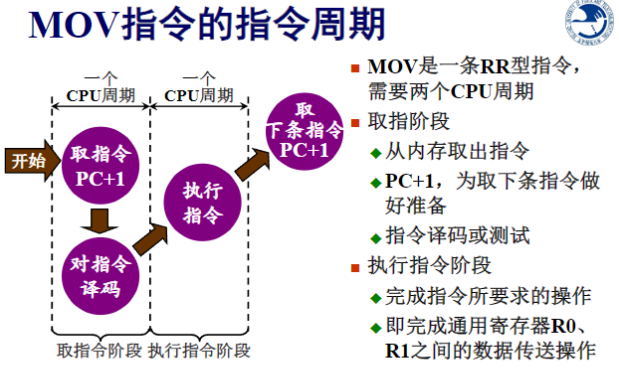 MOV指令的指令周期
一个
CPU周期
一个
CPU周期
开始
取指令
PC+1
对指令
译码
执行
指令
取
下条指令
PC+1
取指令阶段
执行指令阶段
MOV是一条RR型指令，
需要两个CPU周期
取指阶段
从内存取出指令
PC+1，为取下条指令做
好准备
指令译码或测试
执行指令阶段
完成指令所要求的操作
即完成通用寄存器R0、
R1之间的数据传送操作